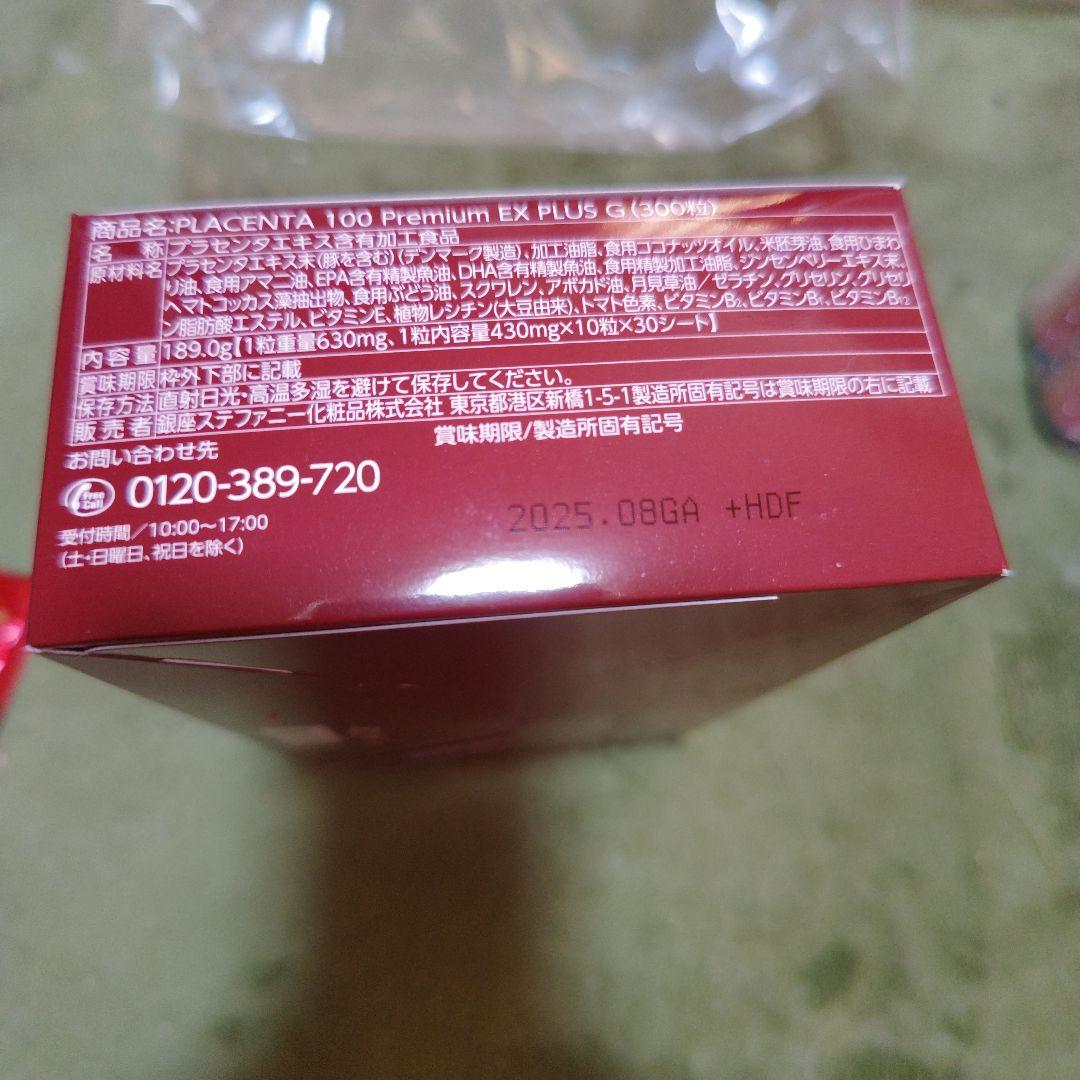 商品名:PLACENTA 100 Premium EX PLUS G (300粒)
名 称 プラセンタエキス含有加工食品
原材料名 プラセンタエキス末(豚を含む)(デンマーク製造)、加工油脂、食用ココナッツオイル、米胚芽油、食用ひまわ
り油、食用アマニ油、EPA含有精製魚油、DHA含有精製魚油、食用精製加工油脂、ジンセンベリーエキス末、
ヘマトコッカス藻抽出物、食用ぶどう油、スクワレン、アボカド油、月見草油/ゼラチン、グリセリン、グリセリ
ン脂肪酸エステル、ビタミンE、植物レシチン(大豆由来)、トマト色素、ビタミンB2、ビタミンB1、ビタミンB12
内容量 189.0g【1粒重量630mg、1粒内容量430mg×10粒×30シート】
賞味期限 枠外下部に記載
保存方法 直射日光・高温多湿を避けて保存してください。
販売者 銀座ステファニー化粧品株式会社 東京都港区新橋1-5-1製造所固有記号は賞味期限の右に記載
お問い合わせ先
賞味期限/製造所固有記号
Free Call 0120-389-720
受付時間/10:00〜17:00
(土・日曜日、祝日を除く)
2025.08GA +HDF